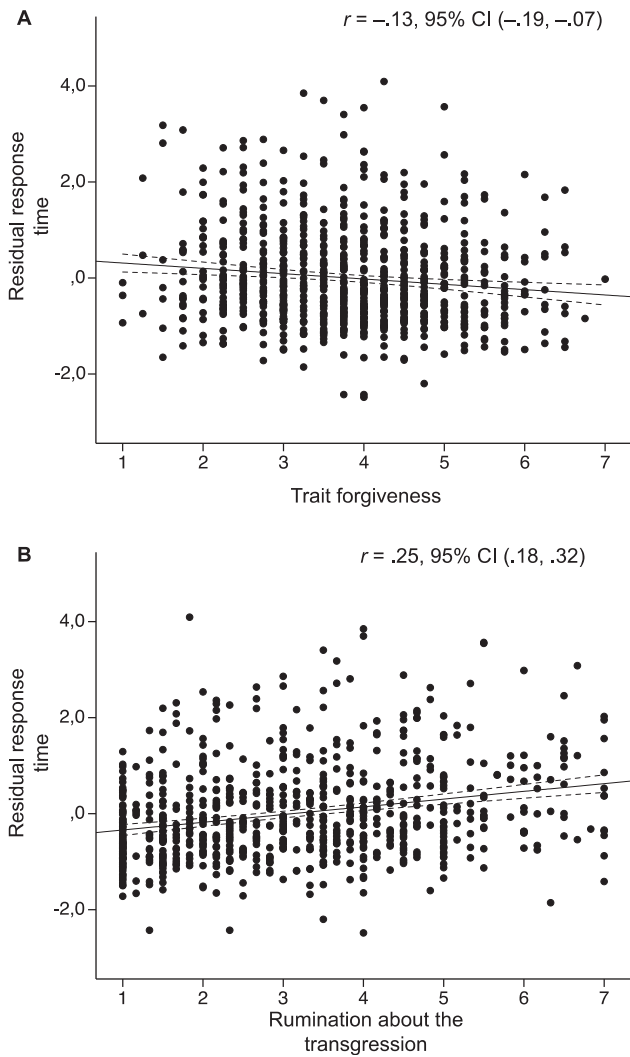 A
r = –.13, 95% CI (–.19, –.07)
4,0
2,0
,0
–2,0
Residual response
time
1 2 3 4 5 6 7
Trait forgiveness
B
r = .25, 95% CI (.18, .32)
4,0
2,0
,0
–2,0
Residual response
time
1 2 3 4 5 6 7
Rumination about the
transgression